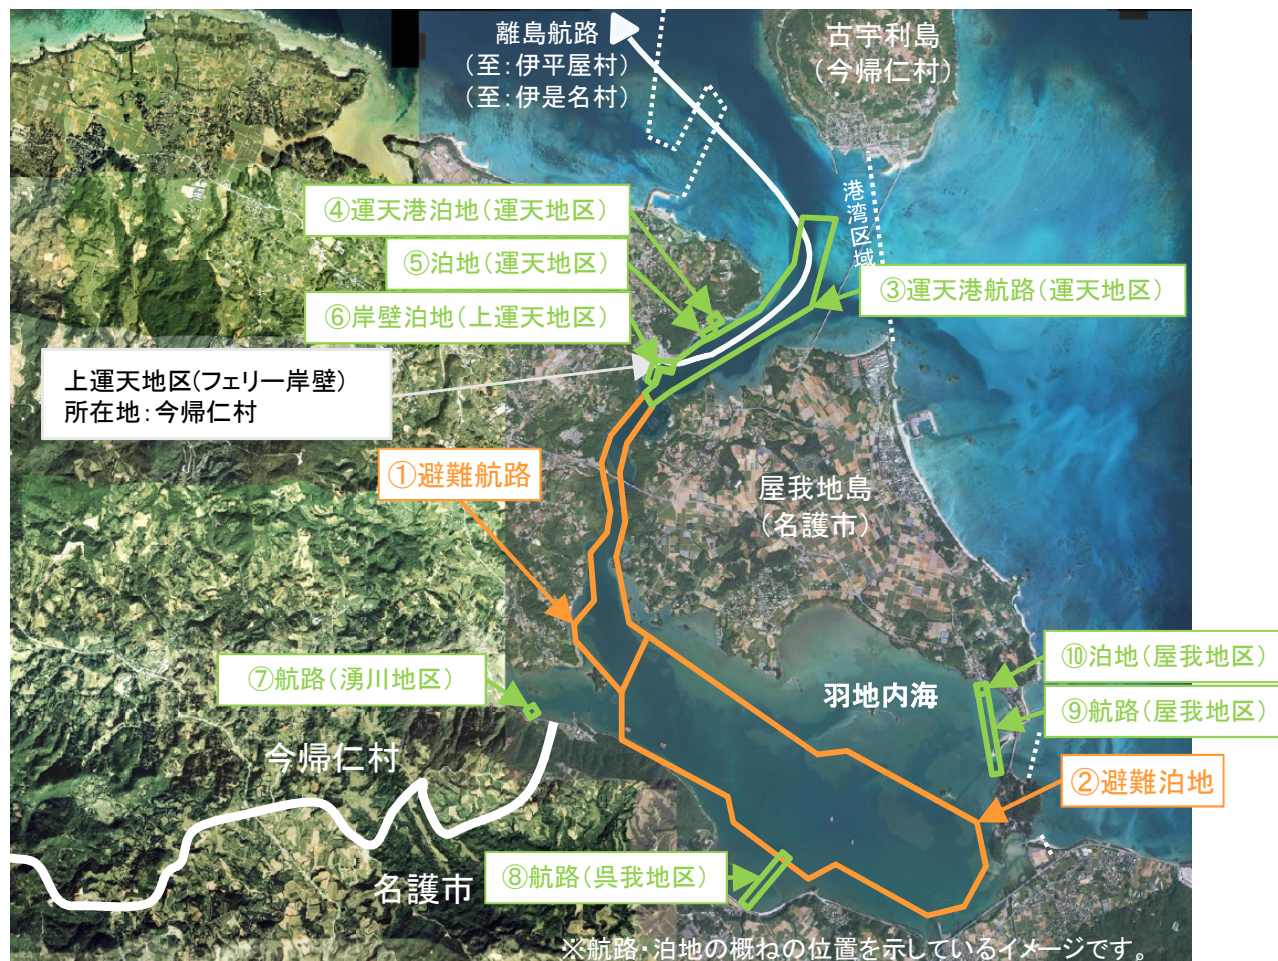 離島航路
（至：伊平屋村）
（至：伊是名村）
古宇利島
（今帰仁村）
港湾区域
④運天港泊地（運天地区）
⑤泊地（運天地区）
⑥岸壁泊地（上運天地区）
③運天港航路（運天地区）
上運天地区(フェリー岸壁)
所在地：今帰仁村
①避難航路
屋我地島
（名護市）
⑦航路（湧川地区）
羽地内海
⑩泊地（屋我地区）
⑨航路（屋我地区）
今帰仁村
②避難泊地
名護市
⑧航路（呉我地区）
※航路・泊地の概ねの位置を示しているイメージです。